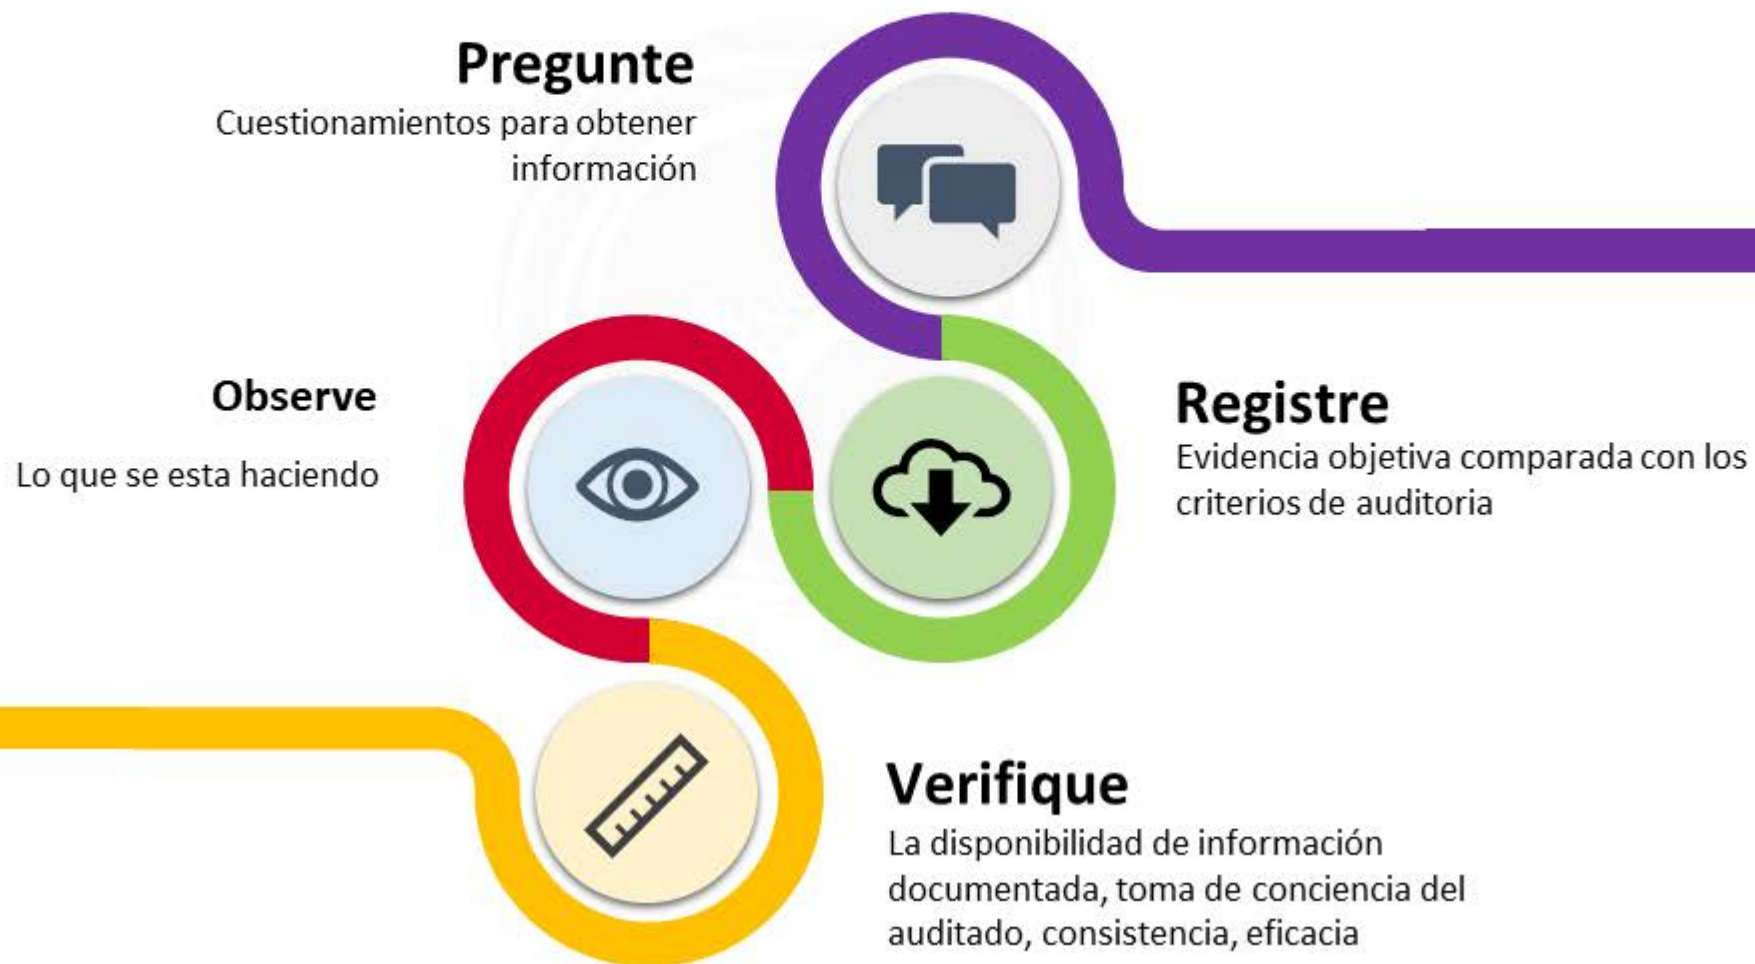 Pregunte
Cuestionamientos para obtener
información
Observe
Lo que se esta haciendo
Registre
Evidencia objetiva comparada con los
criterios de auditoria
Verifique
La disponibilidad de información
documentada, toma de conciencia del
auditado, consistencia, eficacia